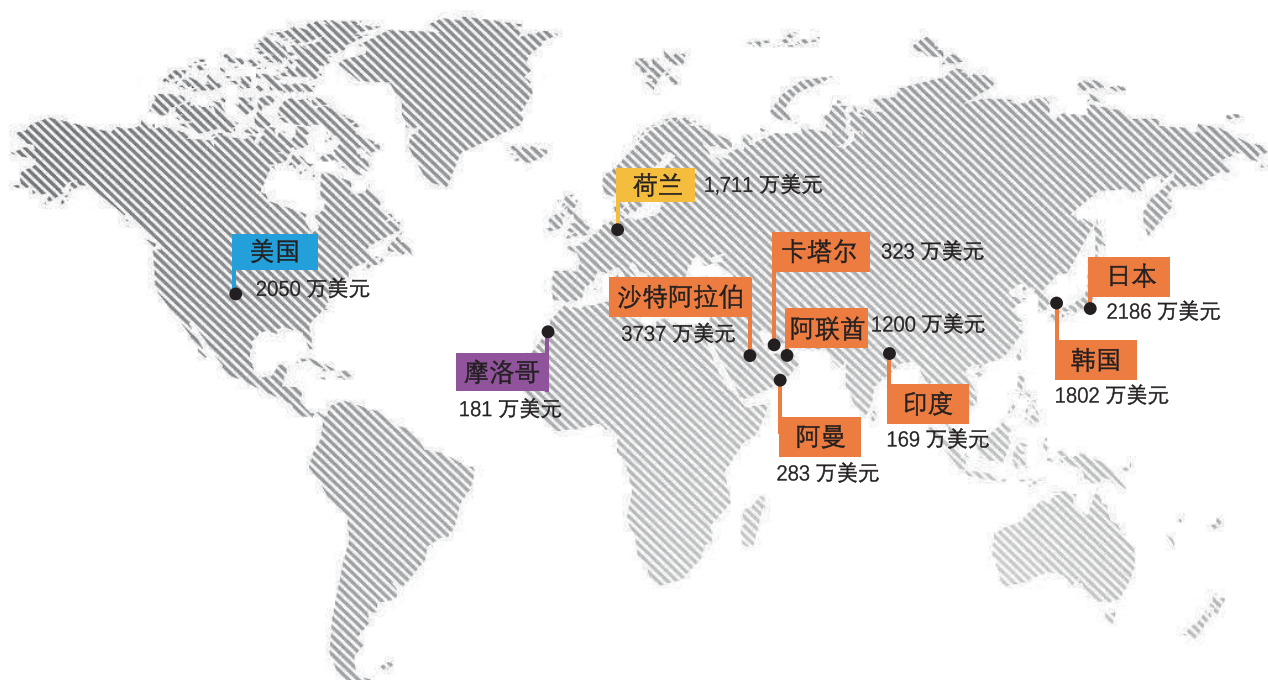 荷兰
1,711 万美元
美国
2050 万美元
卡塔尔
323 万美元
日本
2186 万美元
沙特阿拉伯
3737 万美元
阿联酋
1200 万美元
摩洛哥
181 万美元
韩国
1802 万美元
印度
169 万美元
阿曼
283 万美元